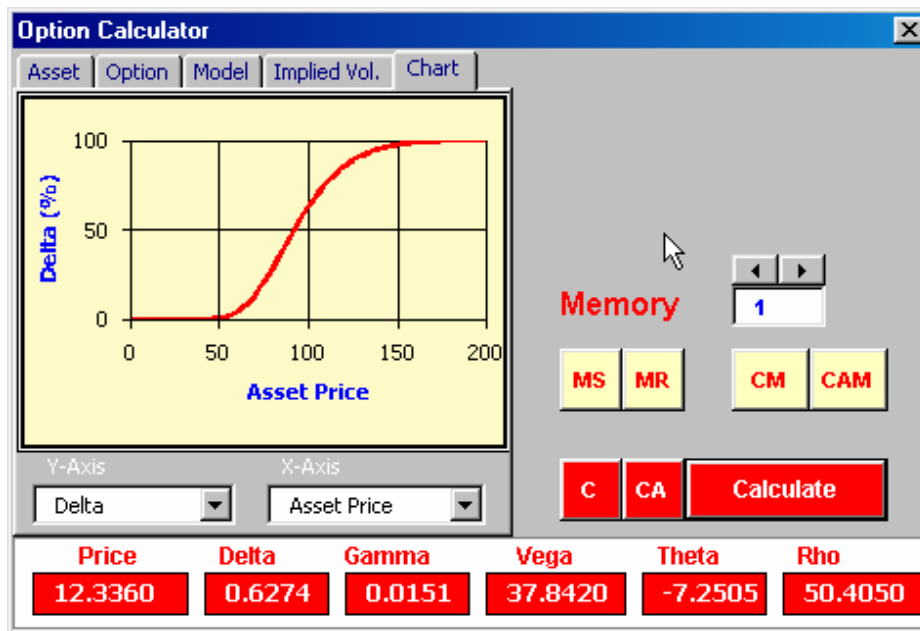 Option Calculator
Asset Option Model Implied Vol. Chart
Delta (%)
100
50
0
0 50 100 150 200
Asset Price
Memory
1
MS MR CM CAM
Y-Axis X-Axis
Delta Asset Price
C CA Calculate
Price Delta Gamma Vega Theta Rho
12.3360 0.6274 0.0151 37.8420 -7.2505 50.4050